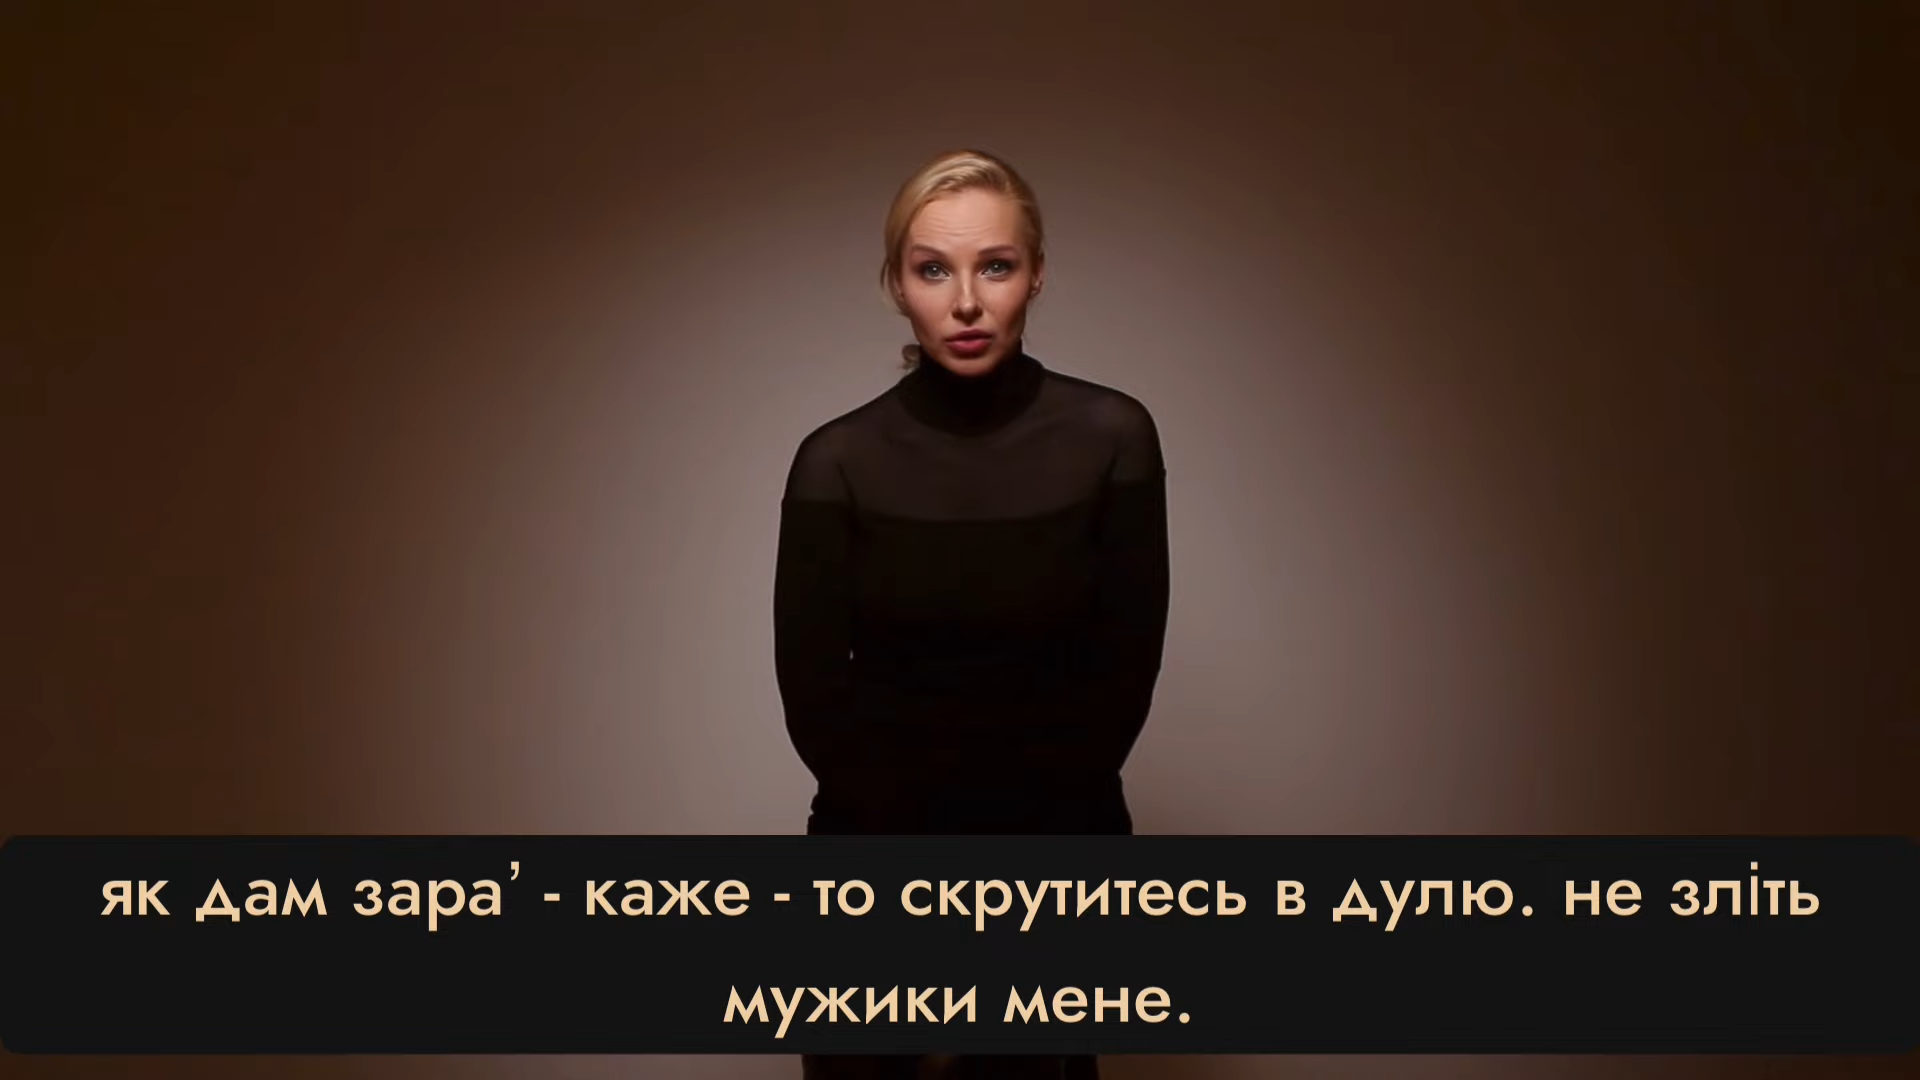 як дам зара’ - каже - то скрутитесь в дулю. не зліть
мужики мене.